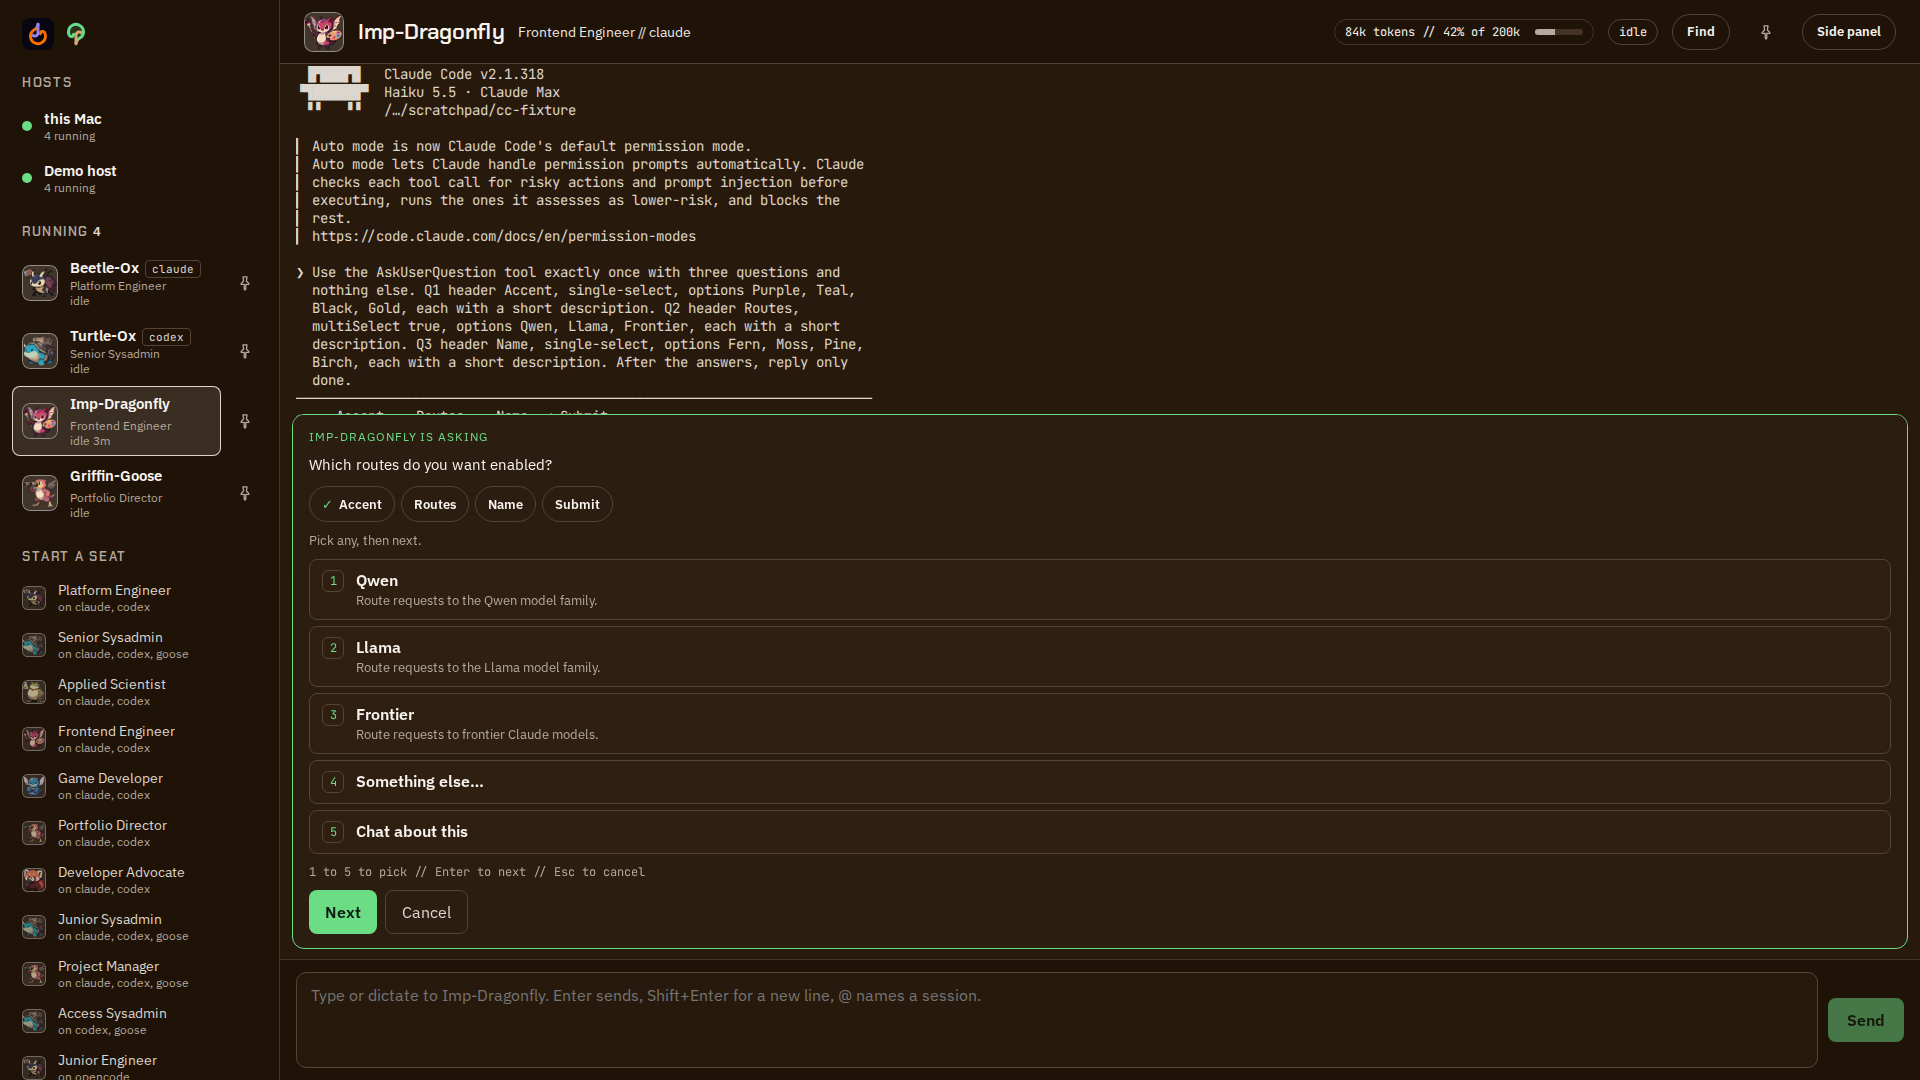 HOSTS
this Mac
4 running
Demo host
4 running
RUNNING 4
Beetle-Ox claude
Platform Engineer
idle
Turtle-Ox codex
Senior Sysadmin
idle
Imp-Dragonfly
Frontend Engineer
idle 3m
Griffin-Goose
Portfolio Director
idle
START A SEAT
Platform Engineer
on claude, codex
Senior Sysadmin
on claude, codex, goose
Applied Scientist
on claude, codex
Frontend Engineer
on claude, codex
Game Developer
on claude, codex
Portfolio Director
on claude, codex
Developer Advocate
on claude, codex
Junior Sysadmin
on claude, codex, goose
Project Manager
on claude, codex, goose
Access Sysadmin
on codex, goose
Junior Engineer
on opencode
Imp-Dragonfly Frontend Engineer // claude 84k tokens // 42% of 200k idle Find Side panel
Claude Code v2.1.318
Haiku 5.5 · Claude Max
/…/scratchpad/cc-fixture
Auto mode is now Claude Code's default permission mode.
Auto mode lets Claude handle permission prompts automatically. Claude
checks each tool call for risky actions and prompt injection before
executing, runs the ones it assesses as lower-risk, and blocks the
rest.
https://code.claude.com/docs/en/permission-modes
❯ Use the AskUserQuestion tool exactly once with three questions and
nothing else. Q1 header Accent, single-select, options Purple, Teal,
Black, Gold, each with a short description. Q2 header Routes,
multiSelect true, options Qwen, Llama, Frontier, each with a short
description. Q3 header Name, single-select, options Fern, Moss, Pine,
Birch, each with a short description. After the answers, reply only
done.
Accent Routes Name Submit
IMP-DRAGONFLY IS ASKING
Which routes do you want enabled?
✓ Accent Routes Name Submit
Pick any, then next.
1 Qwen
Route requests to the Qwen model family.
2 Llama
Route requests to the Llama model family.
3 Frontier
Route requests to frontier Claude models.
4 Something else...
5 Chat about this
1 to 5 to pick // Enter to next // Esc to cancel
Next Cancel
Type or dictate to Imp-Dragonfly. Enter sends, Shift+Enter for a new line, @ names a session.
Send